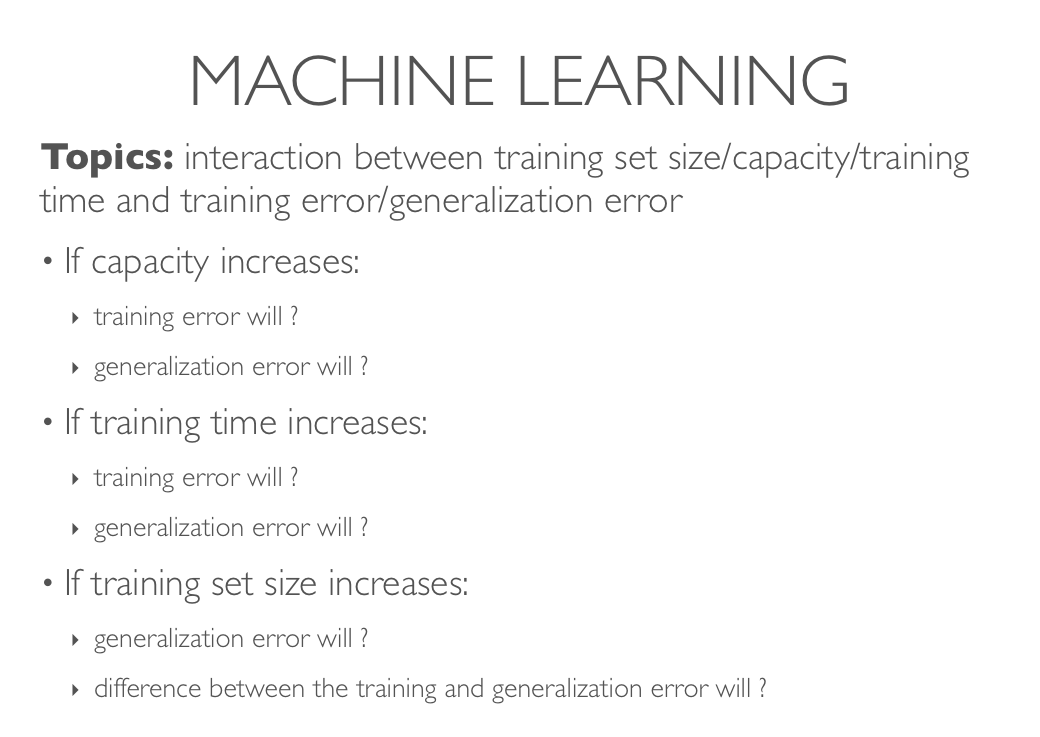 MACHINE LEARNING
Topics: interaction between training set size/capacity/training
time and training error/generalization error
• If capacity increases:
‣ training error will ?
‣ generalization error will ?
• If training time increases:
‣ training error will ?
‣ generalization error will ?
• If training set size increases:
‣ generalization error will ?
‣ difference between the training and generalization error will ?